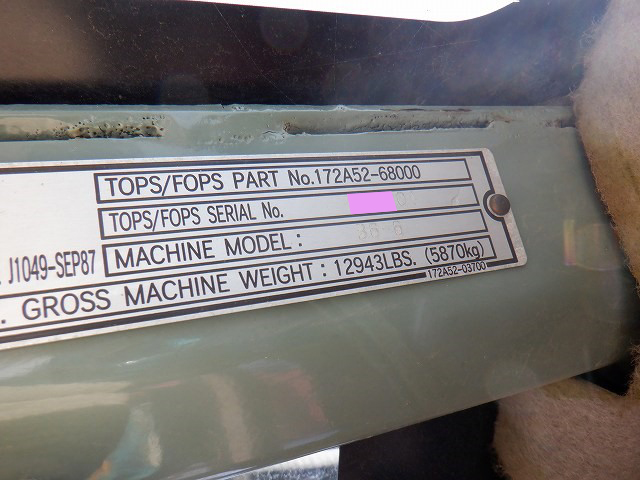 TOPS/FOPS PART No.172A52-68000
TOPS/FOPS SERIAL No.
J1049-SEP87
MACHINE MODEL :
. GROSS MACHINE WEIGHT : 12943LBS. (5870kg)
172A52-03700